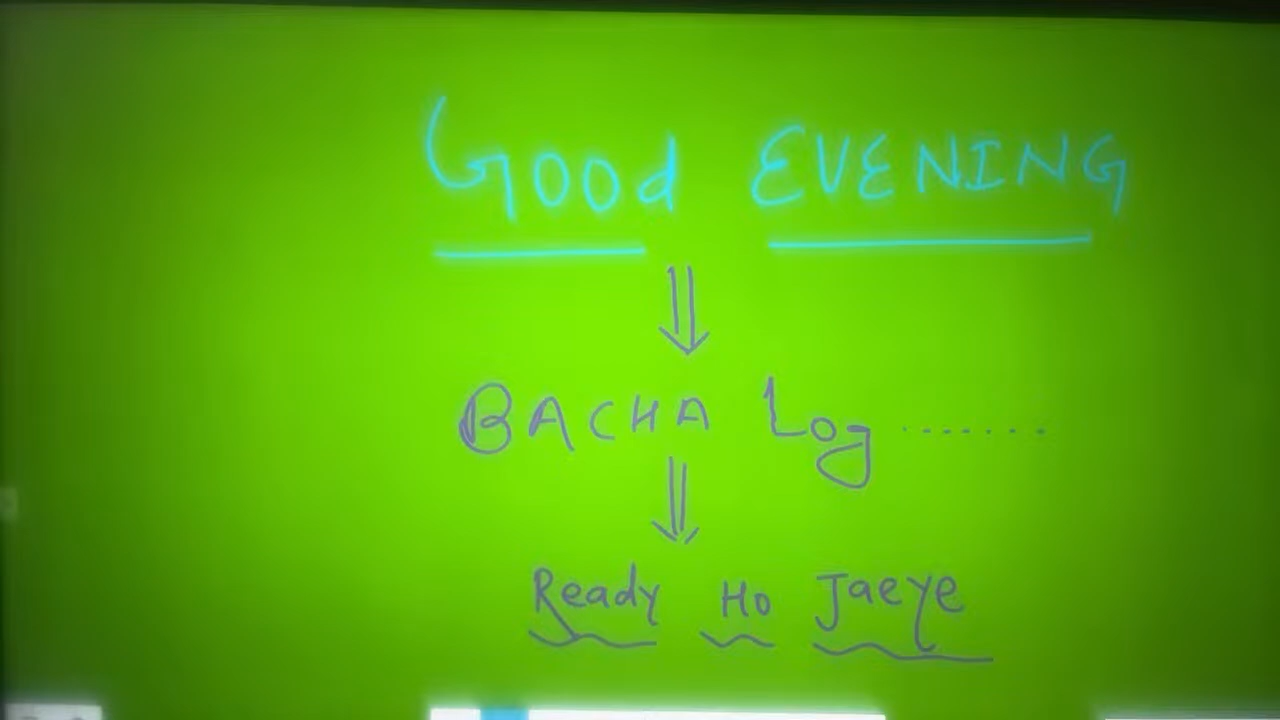 GOOd EVENING
⇓
BACHA Log .......
⇓
Ready Ho Jaeye